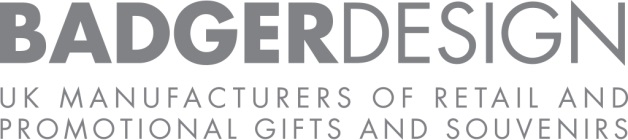 BADGERDESIGN
UK MANUFACTURERS OF RETAIL AND
PROMOTIONAL GIFTS AND SOUVENIRS